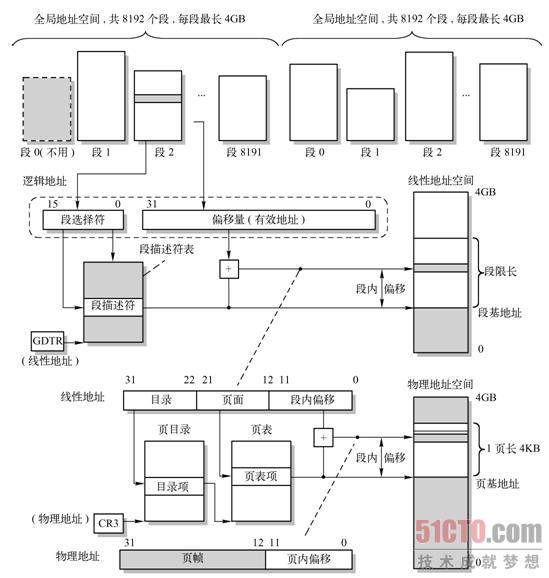 全局地址空间，共 8192 个段，每段最长 4GB
全局地址空间，共 8192 个段，每段最长 4GB
...
...
段 0(不用)
段 1
段 2
段 8191
段 0
段 1
段 2
段 8191
逻辑地址
线性地址空间
15
0
31
0
4GB
段选择符
偏移量(有效地址)
段描述符表
+
段限长
段内
偏移
段描述符
段基地址
GDTR
(线性地址)
0
31
22
21
12
11
0
物理地址空间
线性地址
目录
页面
段内偏移
4GB
页目录
页表
+
1 页长 4KB
段内
偏移
目录项
页表项
页基地址
(物理地址)
CR3
31
12
11
0
物理地址
页帧
页内偏移
0
51CTO.com
技术成就梦想